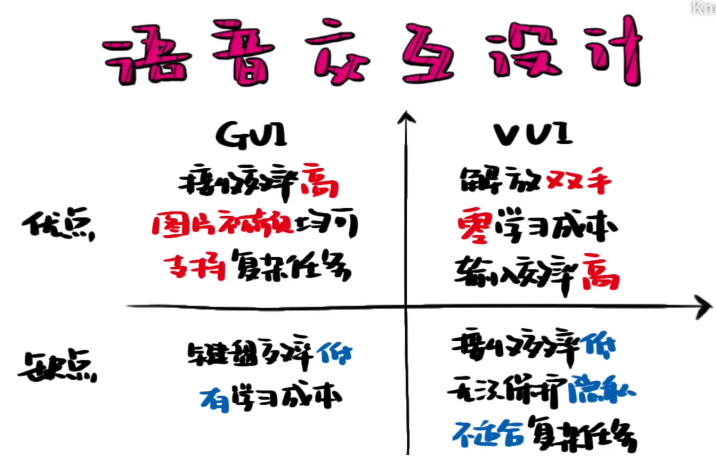 Kno
语音交互设计
GUI
VUI
优点
接收效率高
图片视频均可
支持复杂任务
解放双手
零学习成本
输入效率高
缺点
键盘效率低
有学习成本
接收效率低
无法保护隐私
不适合复杂任务